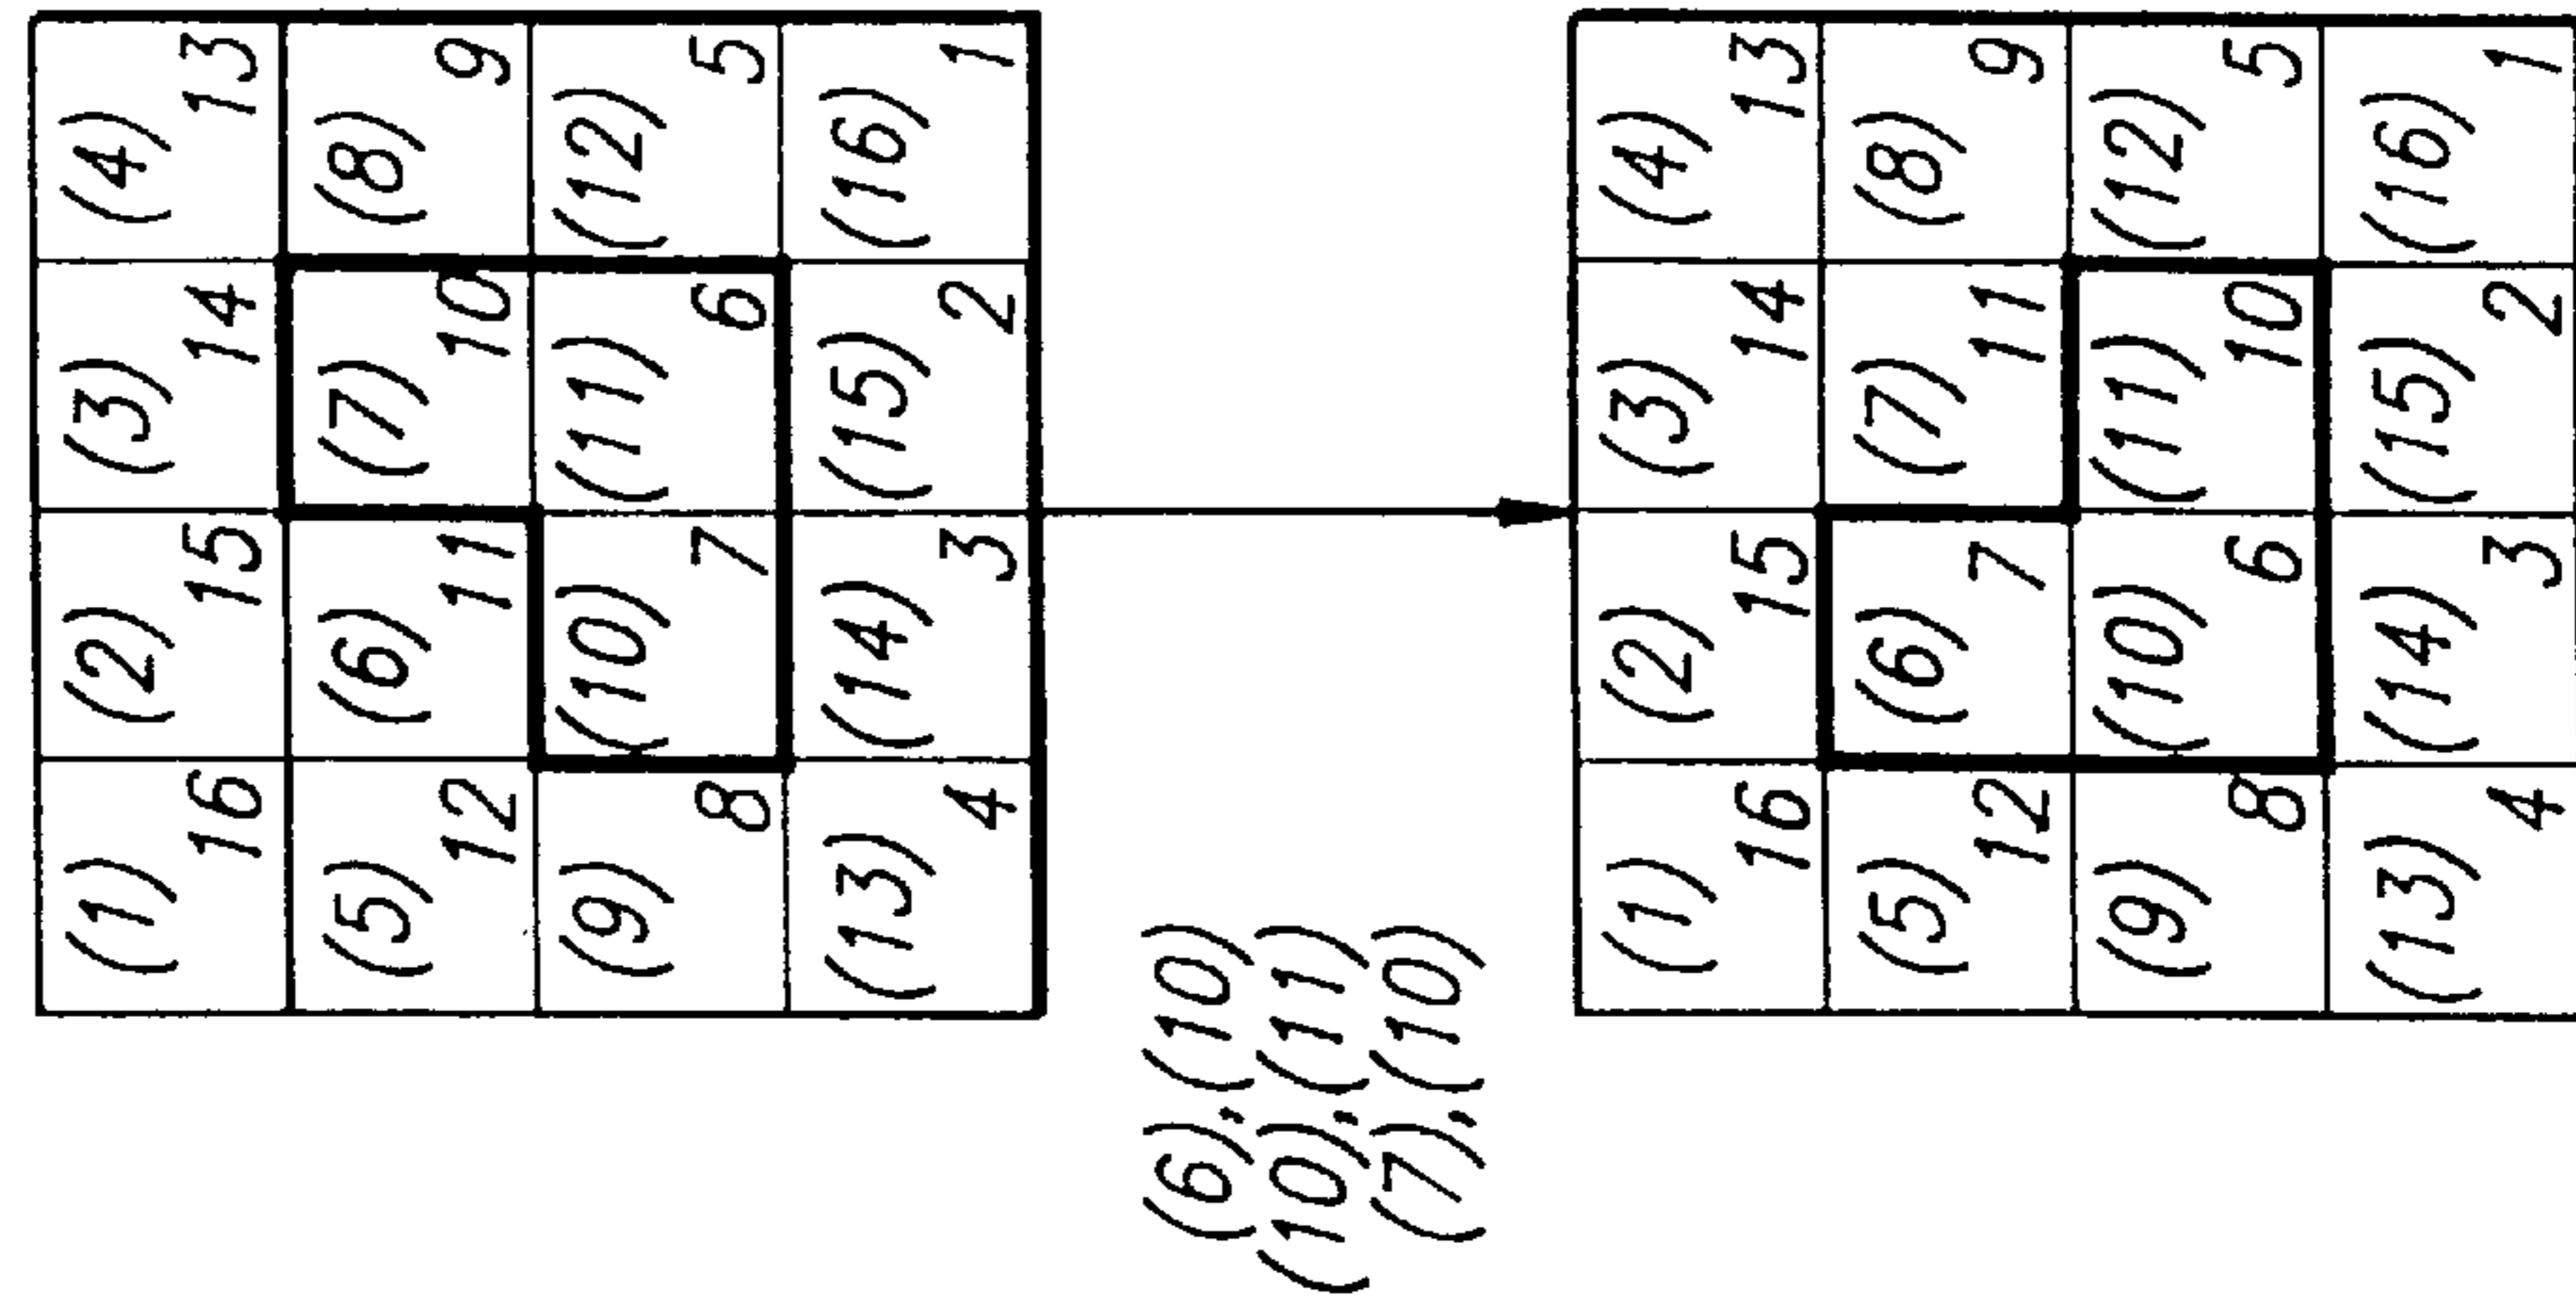 (1) (2) (3) (4)
16 15 14 13
(5) (6) (7) (8)
12 11 10 9
(9) (10) (11) (12)
8 7 6 5
(13) (14) (15) (16)
4 3 2 1
(6),(10)
(10),(11)
(7),(10)
(1) (2) (3) (4)
16 15 14 13
(5) (6) (7) (8)
12 7 11 9
(9) (10) (11) (12)
8 6 10 5
(13) (14) (15) (16)
4 3 2 1